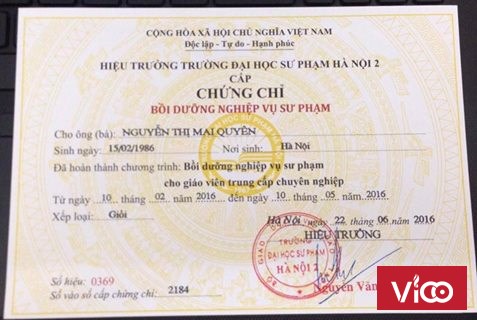 CỘNG HÒA XÃ HỘI CHỦ NGHĨA VIỆT NAM
Độc lập - Tự do - Hạnh phúc
HIỆU TRƯỞNG TRƯỜNG ĐẠI HỌC SƯ PHẠM HÀ NỘI 2
CẤP
CHỨNG CHỈ
BỒI DƯỠNG NGHIỆP VỤ SƯ PHẠM
Cho ông (bà): NGUYỄN THỊ MAI QUYÊN
Sinh ngày: 15/02/1986 Nơi sinh: Hà Nội
Đã hoàn thành chương trình: Bồi dưỡng nghiệp vụ sư phạm
cho giáo viên trung cấp chuyên nghiệp
Từ ngày 10 tháng 02 năm 2016 đến ngày 10 tháng 05 năm 2016
Xếp loại: Giỏi
Hà Nội ngày 22 tháng 06 năm 2016
HIỆU TRƯỞNG
TRƯỜNG
ĐẠI HỌC SƯ PHẠM
HÀ NỘI 2
Số hiệu: 0369
Nguyễn Văn
Số vào sổ cấp chứng chỉ: 2184
ViCO